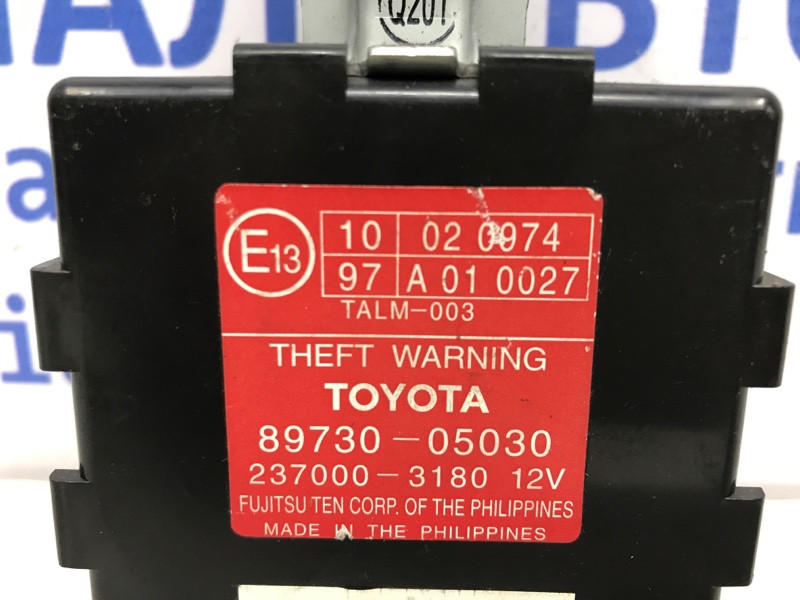 Q201
E13
10 02 0974
97 A 01 0027
TALM-003
THEFT WARNING
TOYOTA
89730-05030
237000-3180 12V
FUJITSU TEN CORP. OF THE PHILIPPINES
MADE IN THE PHILIPPINES